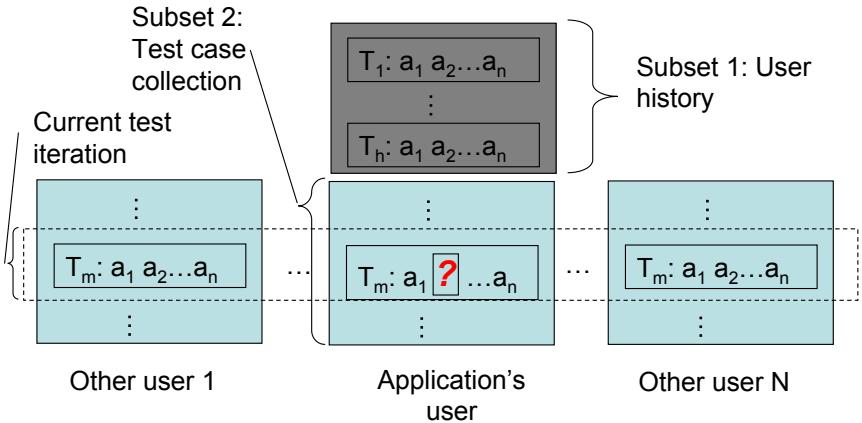 Subset 2:
Test case
collection
T1: a1 a2…an
⋮
Th: a1 a2…an
Subset 1: User
history
Current test
iteration
⋮
Tm: a1 a2…an
⋮
…
⋮
Tm: a1 ? …an
⋮
…
⋮
Tm: a1 a2…an
⋮
Other user 1
Application's
user
Other user N